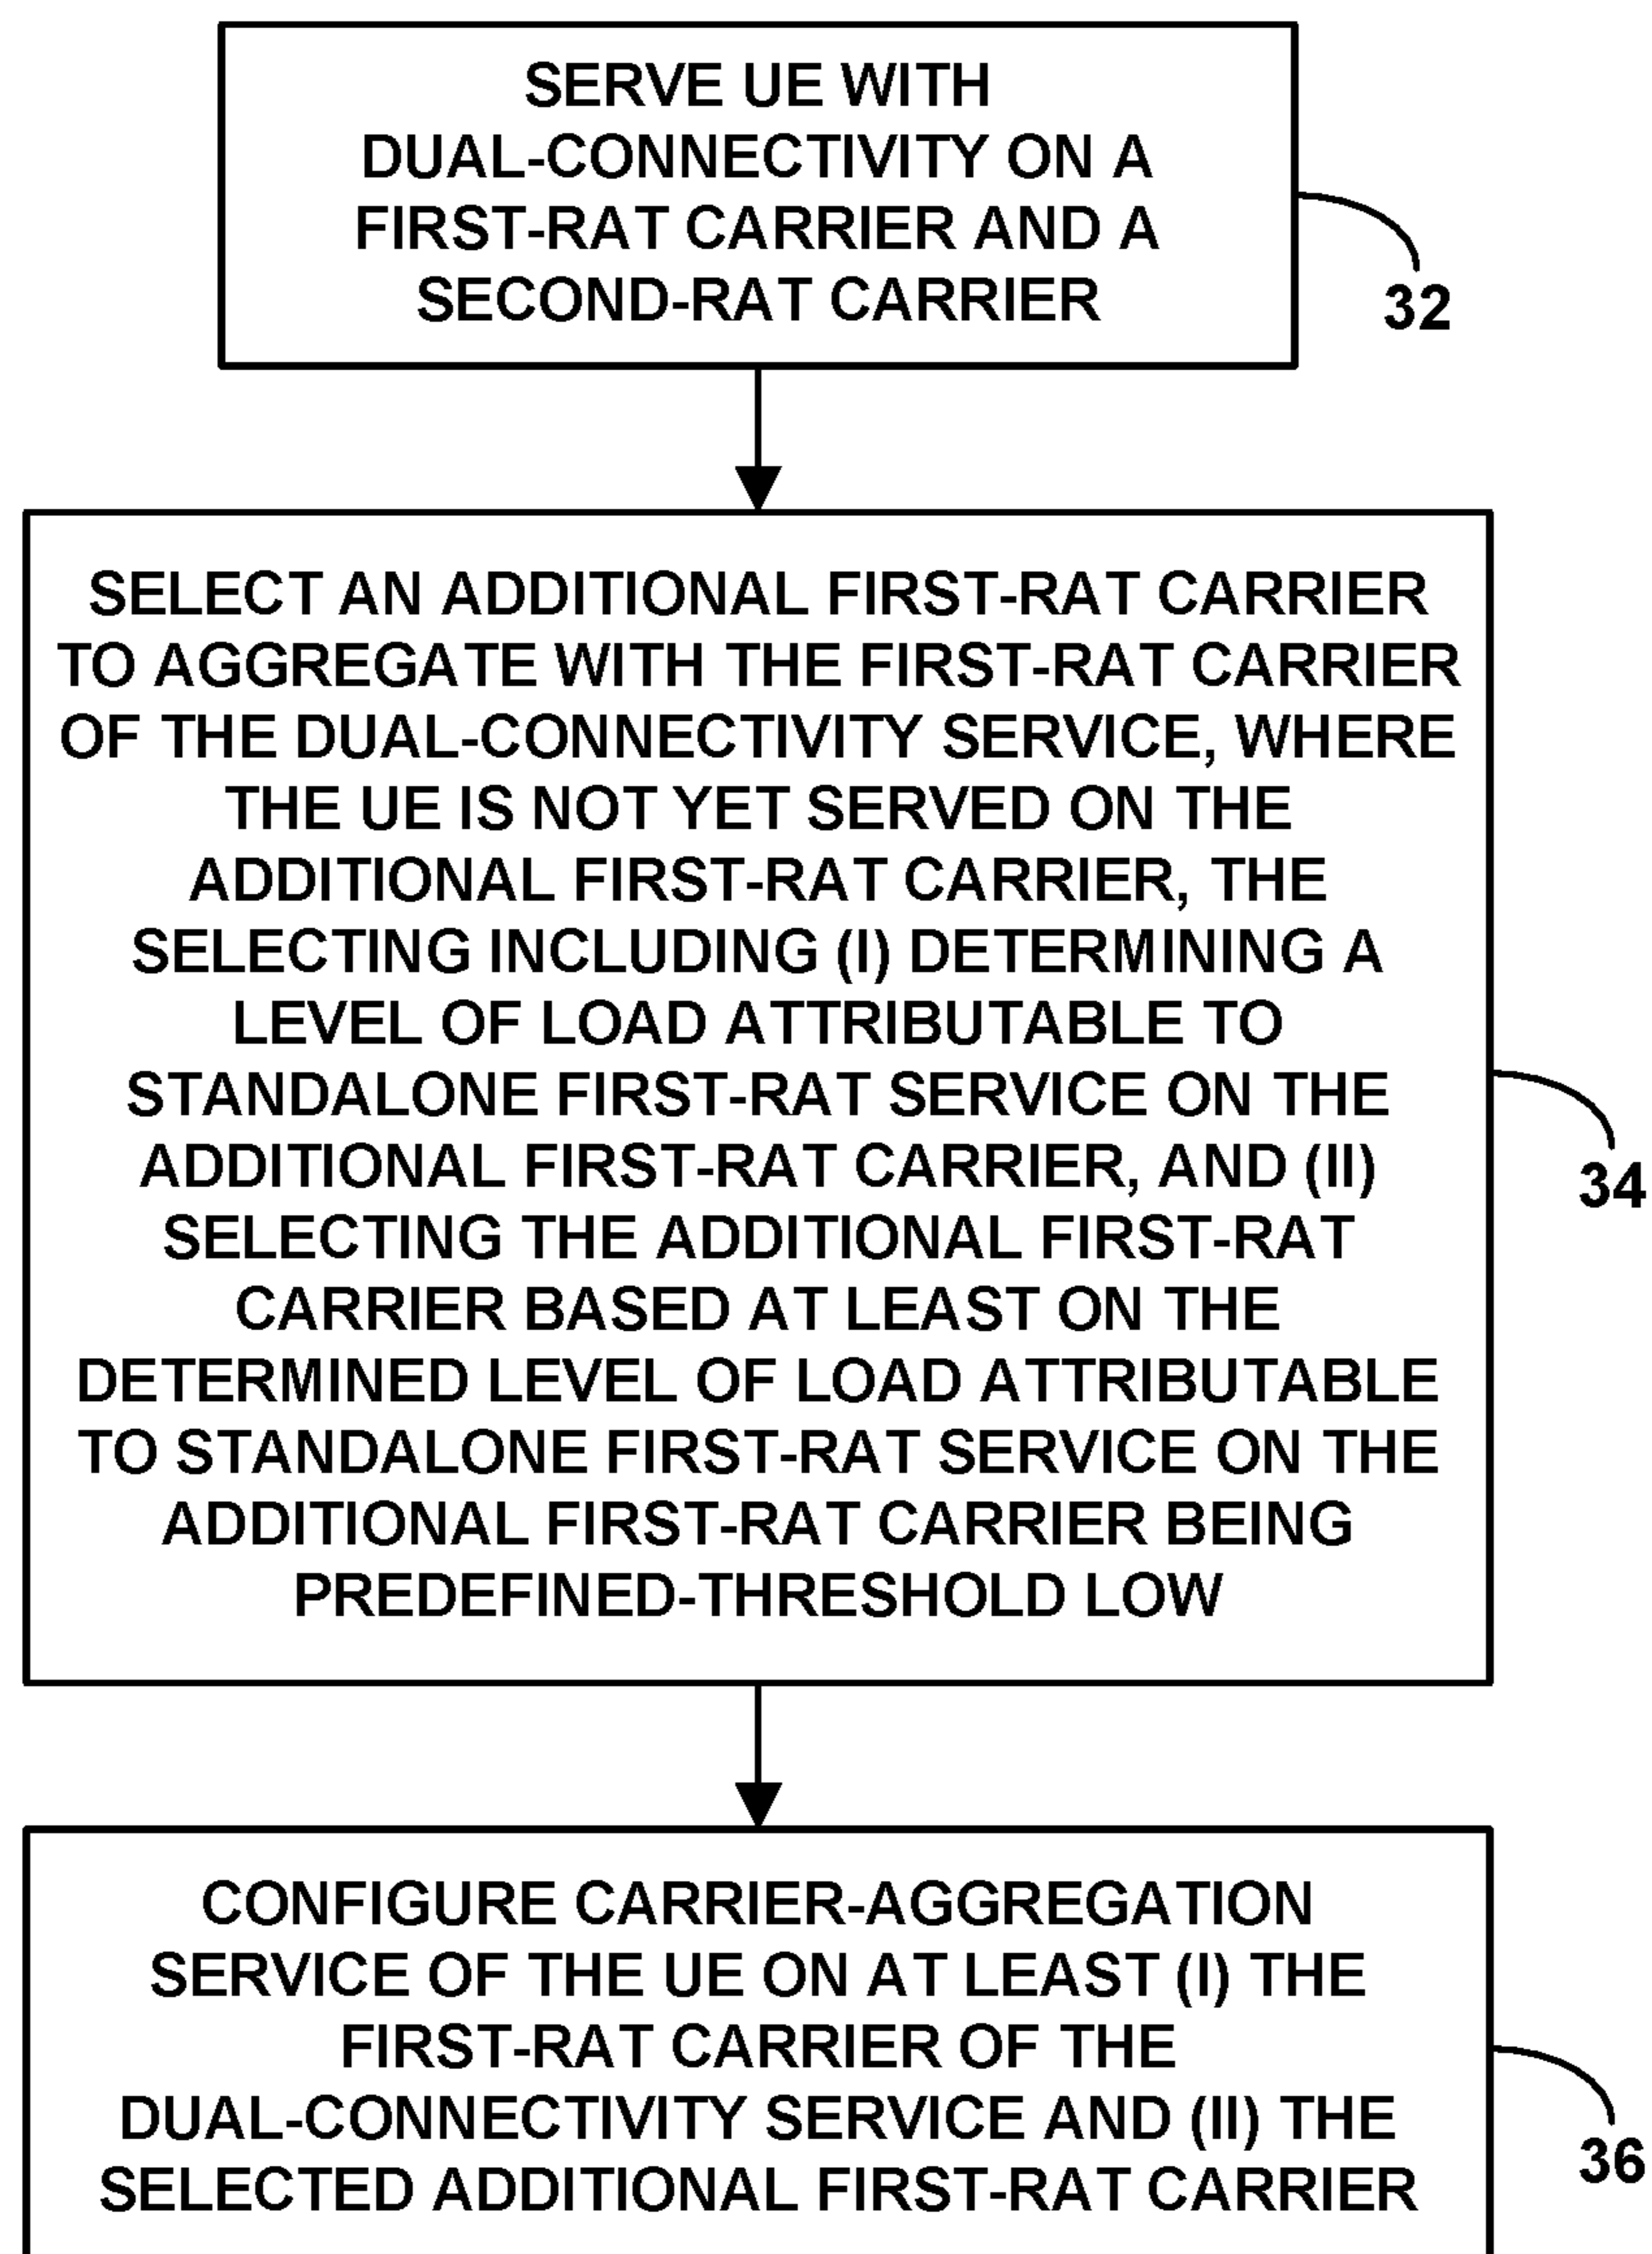 SERVE UE WITH
DUAL-CONNECTIVITY ON A
FIRST-RAT CARRIER AND A
SECOND-RAT CARRIER
32
SELECT AN ADDITIONAL FIRST-RAT CARRIER
TO AGGREGATE WITH THE FIRST-RAT CARRIER
OF THE DUAL-CONNECTIVITY SERVICE, WHERE
THE UE IS NOT YET SERVED ON THE
ADDITIONAL FIRST-RAT CARRIER, THE
SELECTING INCLUDING (I) DETERMINING A
LEVEL OF LOAD ATTRIBUTABLE TO
STANDALONE FIRST-RAT SERVICE ON THE
ADDITIONAL FIRST-RAT CARRIER, AND (II)
SELECTING THE ADDITIONAL FIRST-RAT
CARRIER BASED AT LEAST ON THE
DETERMINED LEVEL OF LOAD ATTRIBUTABLE
TO STANDALONE FIRST-RAT SERVICE ON THE
ADDITIONAL FIRST-RAT CARRIER BEING
PREDEFINED-THRESHOLD LOW
34
CONFIGURE CARRIER-AGGREGATION
SERVICE OF THE UE ON AT LEAST (I) THE
FIRST-RAT CARRIER OF THE
DUAL-CONNECTIVITY SERVICE AND (II) THE
SELECTED ADDITIONAL FIRST-RAT CARRIER
36